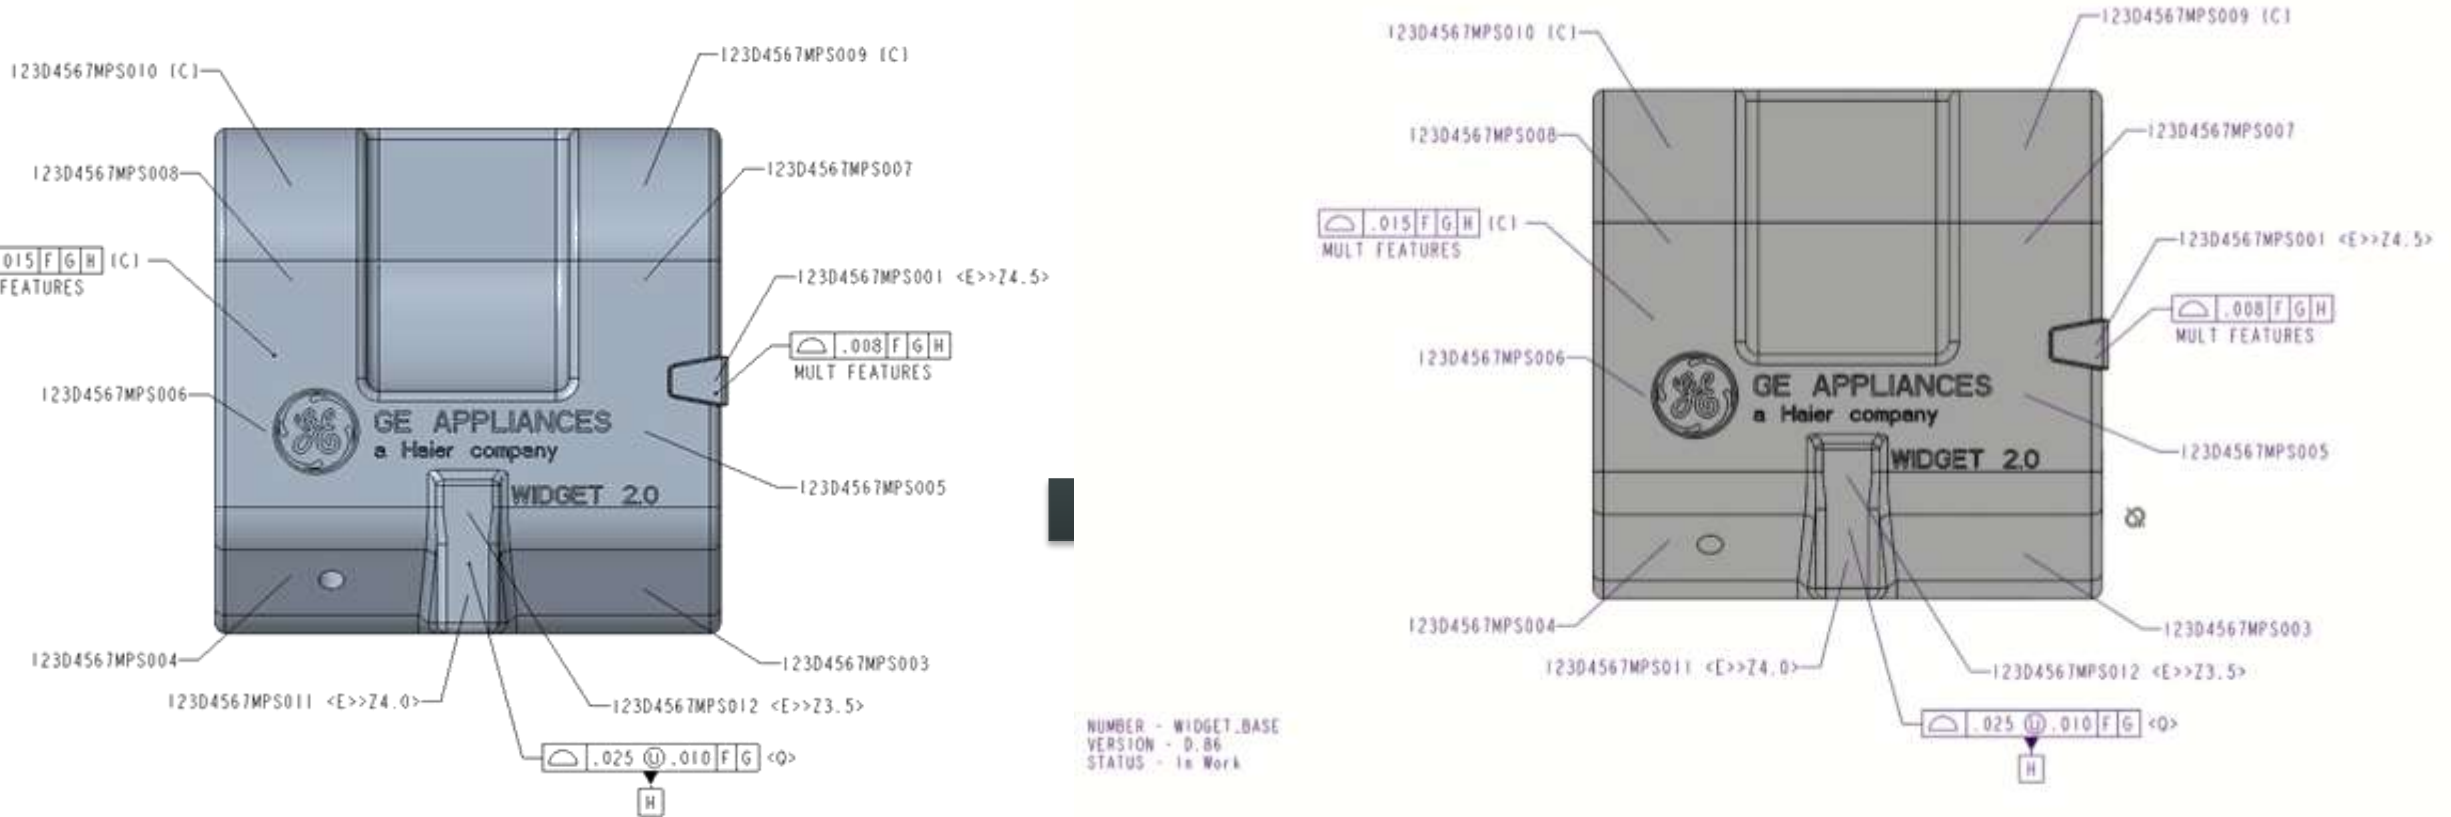 123D4567MPS010 [C]
123D4567MPS009 [C]
123D4567MPS008
123D4567MPS007
015 F G H [C]
FEATURES
123D4567MPS001 <E>>Z4.5>
.008 F G H
MULT FEATURES
123D4567MPS006
GE
GE APPLIANCES
a Haier company
WIDGET 2.0
123D4567MPS005
123D4567MPS004
123D4567MPS003
123D4567MPS011 <E>>Z4.0>
123D4567MPS012 <E>>Z3.5>
.025 Ⓤ .010 F G <Q>
H
123D4567MPS010 [C]
123D4567MPS009 [C]
123D4567MPS008
123D4567MPS007
.015 F G H [C]
MULT FEATURES
123D4567MPS001 <E>>Z4.5>
.008 F G H
MULT FEATURES
123D4567MPS006
GE
GE APPLIANCES
a Haier company
WIDGET 2.0
123D4567MPS005
123D4567MPS004
123D4567MPS003
123D4567MPS011 <E>>Z4.0>
123D4567MPS012 <E>>Z3.5>
.025 Ⓤ .010 F G <Q>
H
NUMBER - WIDGET_BASE
VERSION - D.86
STATUS - In Work